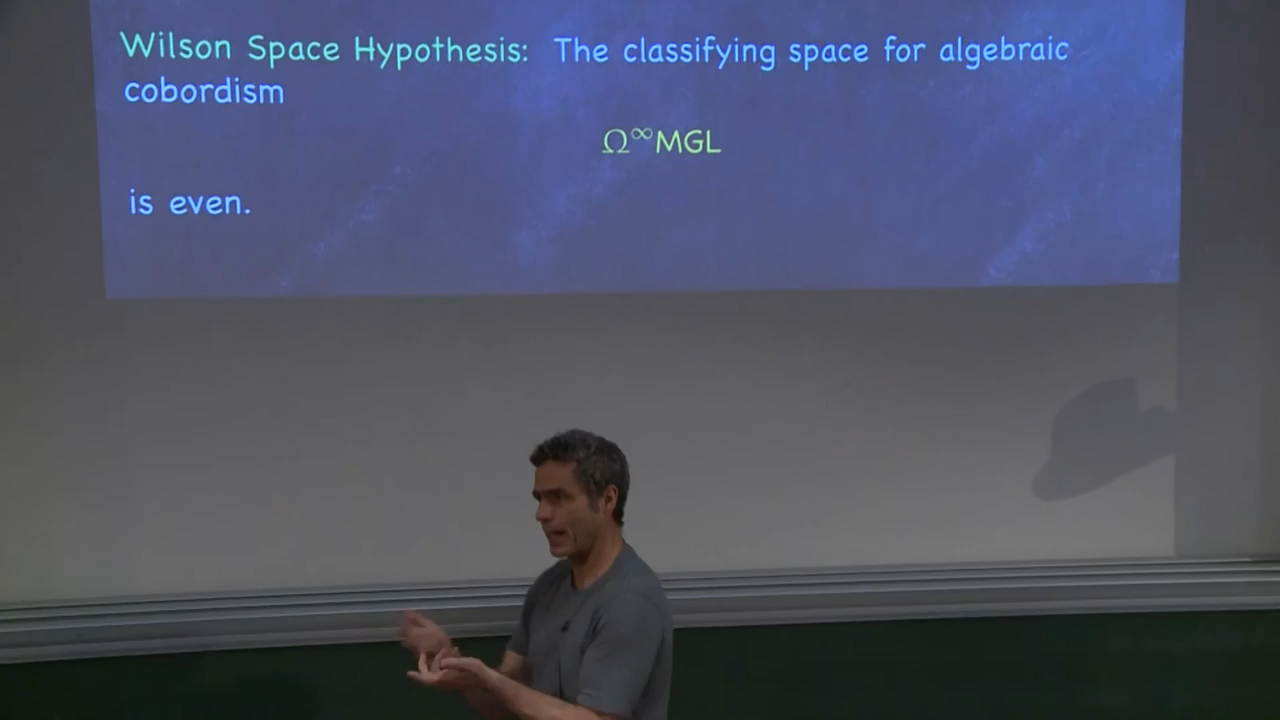 Wilson Space Hypothesis: The classifying space for algebraic
cobordism
Ω^∞MGL
is even.